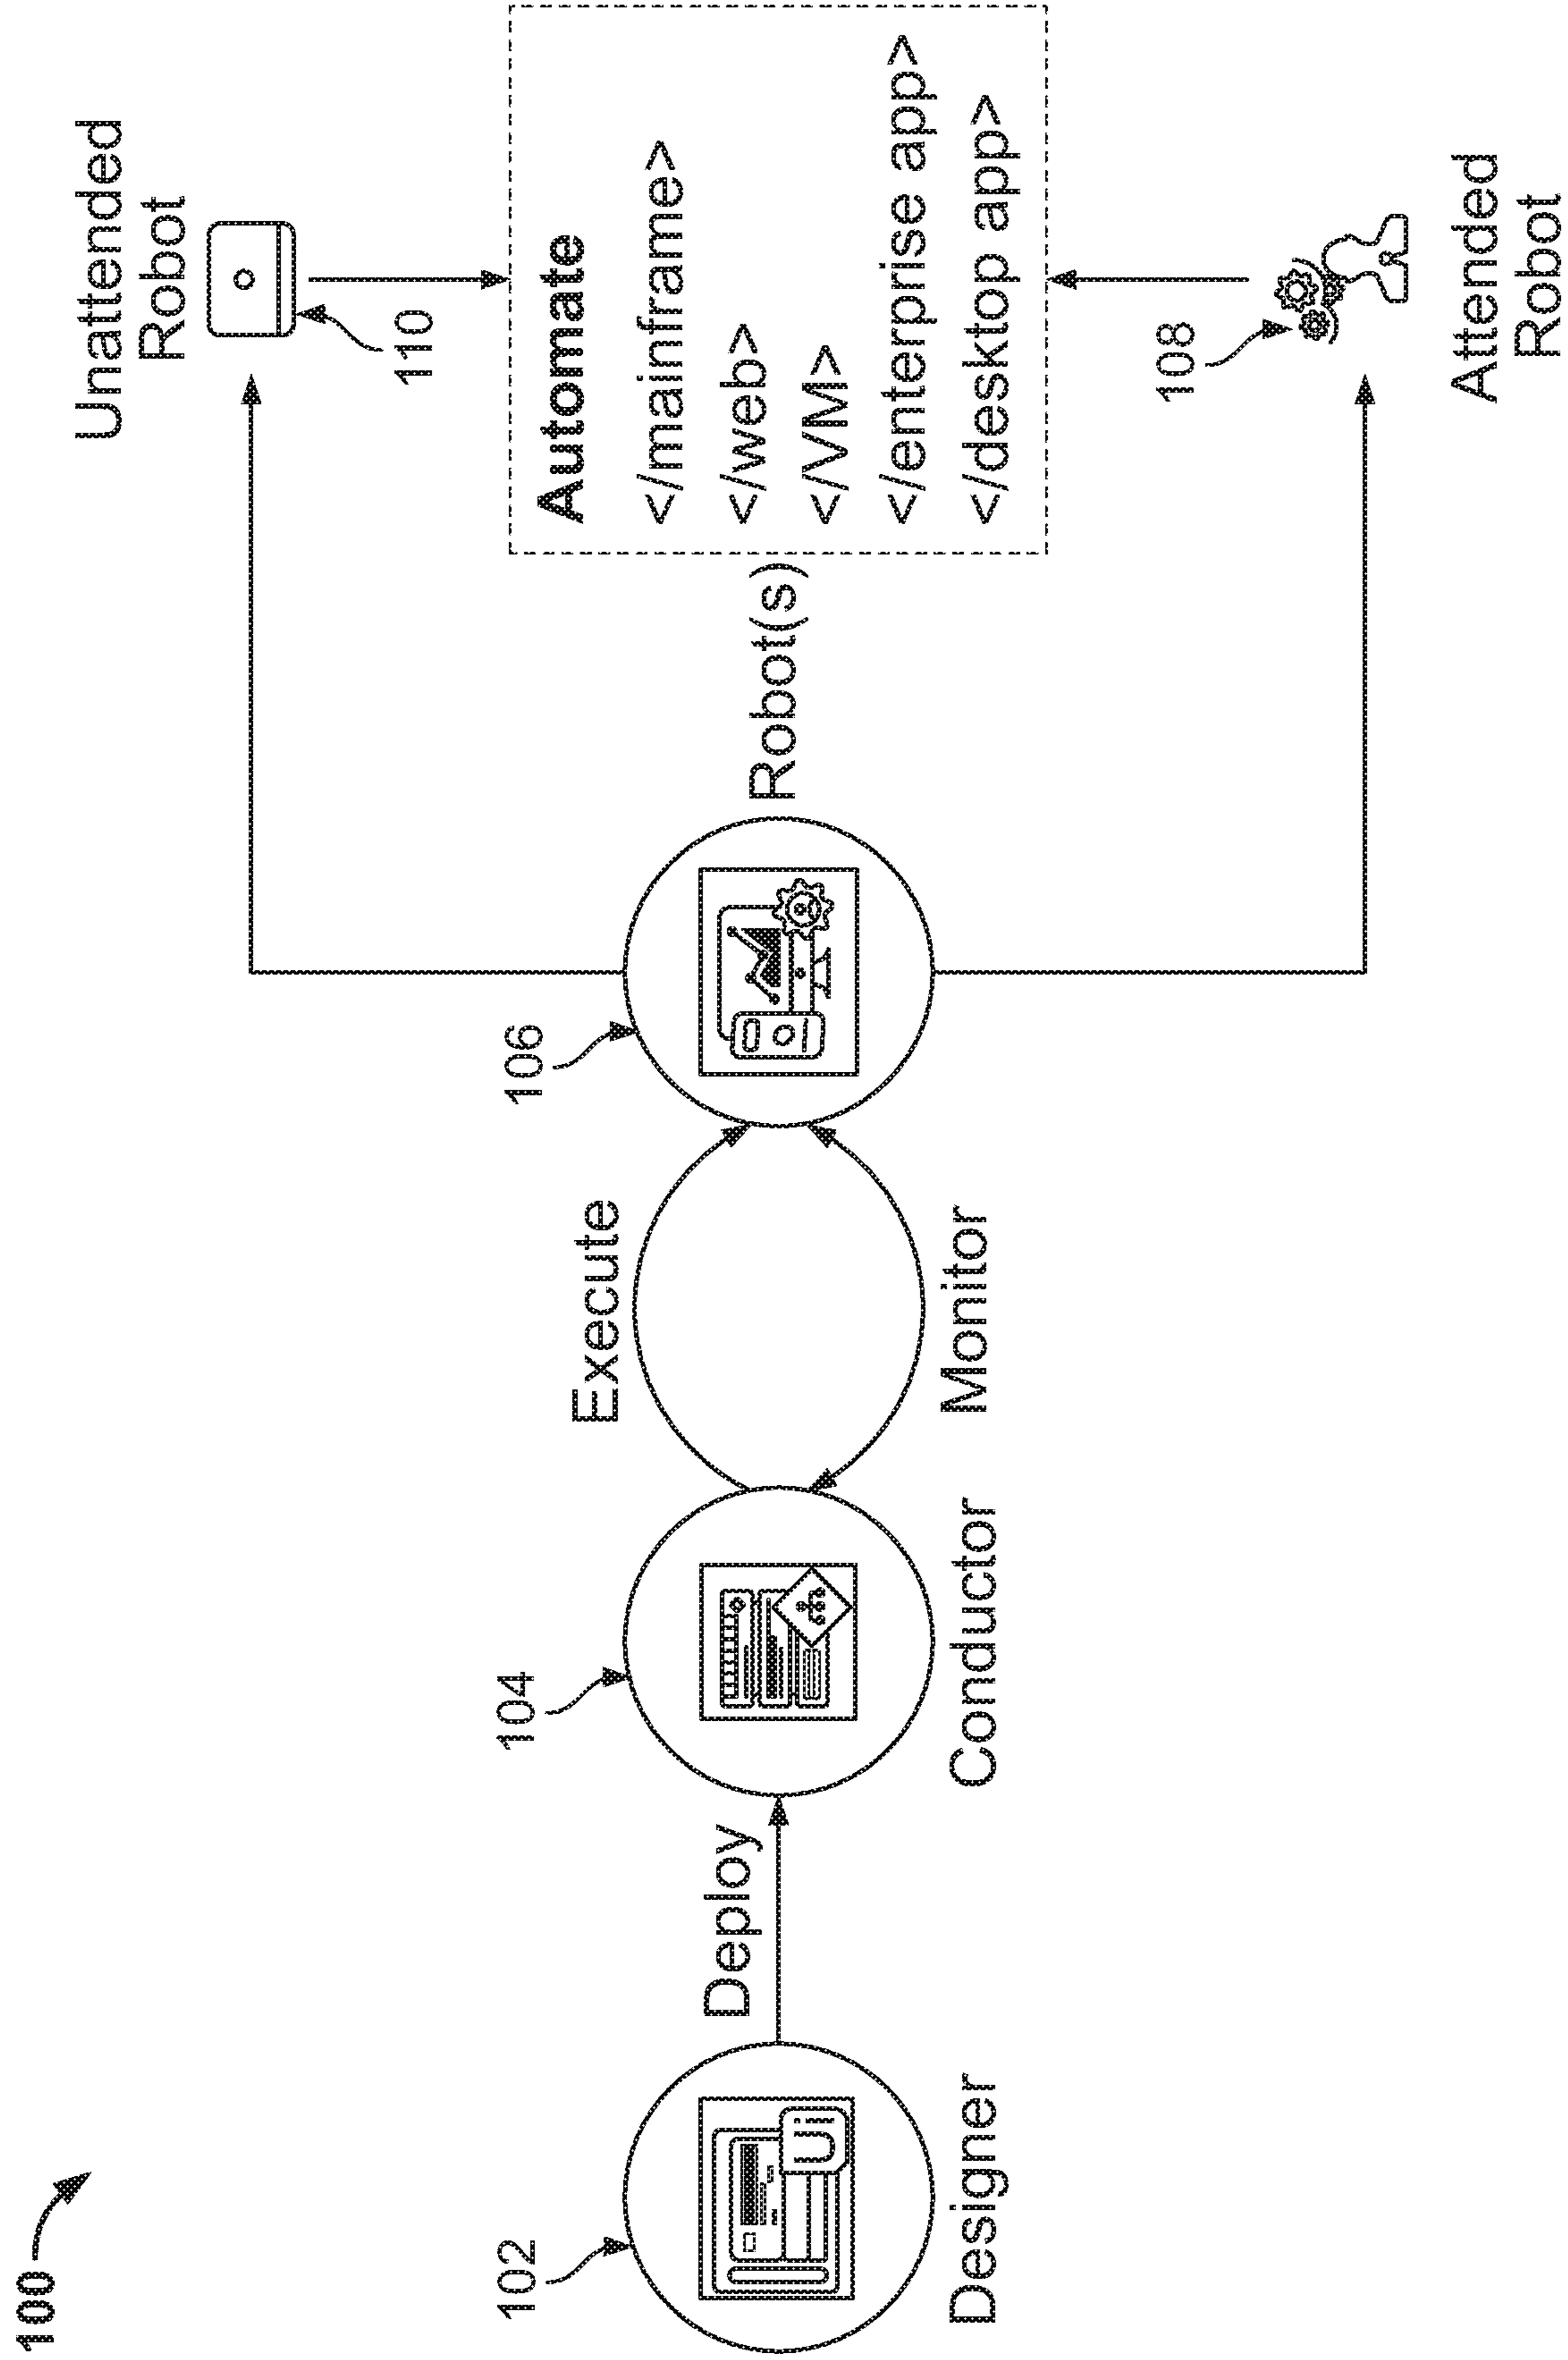 100
Unattended
Robot
110
Automate
</mainframe>
</web>
</VM>
</enterprise app>
</desktop app>
102
Designer
UI
Deploy
104
Conductor
Execute
Monitor
106
Robot(s)
108
Attended
Robot